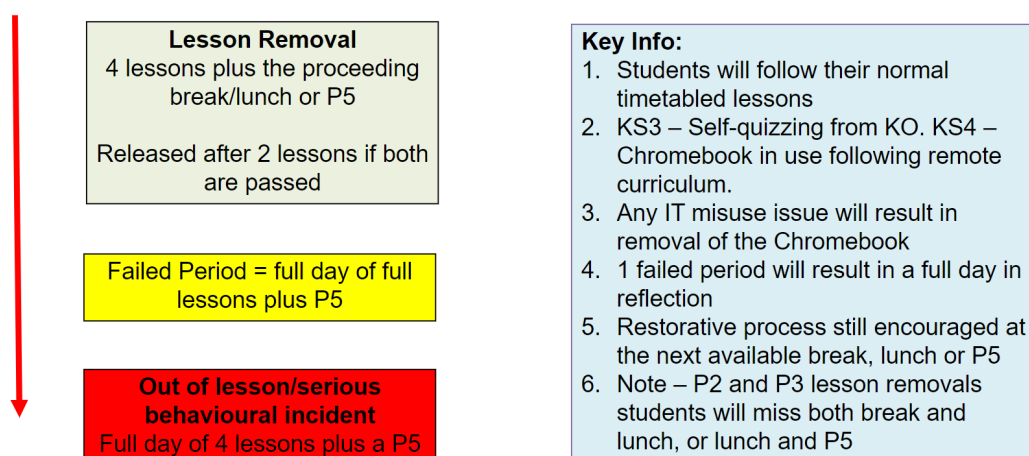 Lesson Removal
4 lessons plus the proceeding
break/lunch or P5
Released after 2 lessons if both
are passed
Failed Period = full day of full
lessons plus P5
Out of lesson/serious
behavioural incident
Full day of 4 lessons plus a P5
Key Info:
1. Students will follow their normal
timetabled lessons
2. KS3 – Self-quizzing from KO. KS4 –
Chromebook in use following remote
curriculum.
3. Any IT misuse issue will result in
removal of the Chromebook
4. 1 failed period will result in a full day in
reflection
5. Restorative process still encouraged at
the next available break, lunch or P5
6. Note – P2 and P3 lesson removals
students will miss both break and
lunch, or lunch and P5